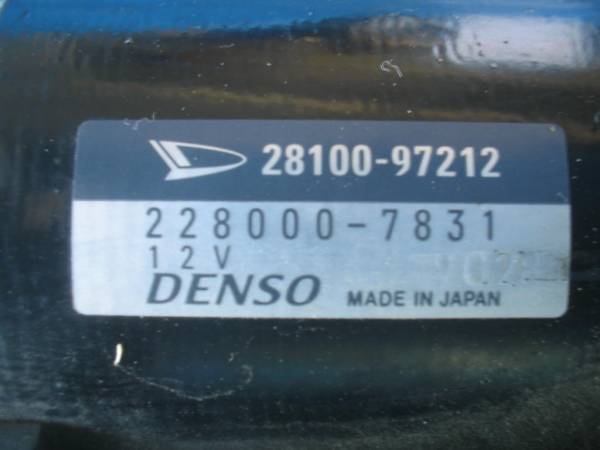 28100-97212
228000-7831
12V
DENSO MADE IN JAPAN